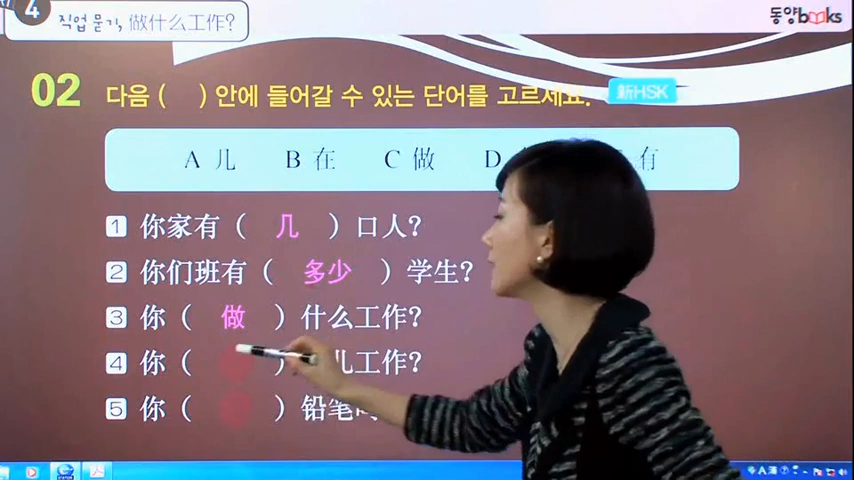 4 직업 묻기, 做什么工作?
동양books
02 다음 ( ) 안에 들어갈 수 있는 단어를 고르세요. 新HSK
A 几 B 在 C 做 D 有
1 你家有 ( 几 ) 口人?
2 你们班有 ( 多少 ) 学生?
3 你 ( 做 ) 什么工作?
4 你 ( ) 儿工作?
5 你 ( ) 铅笔